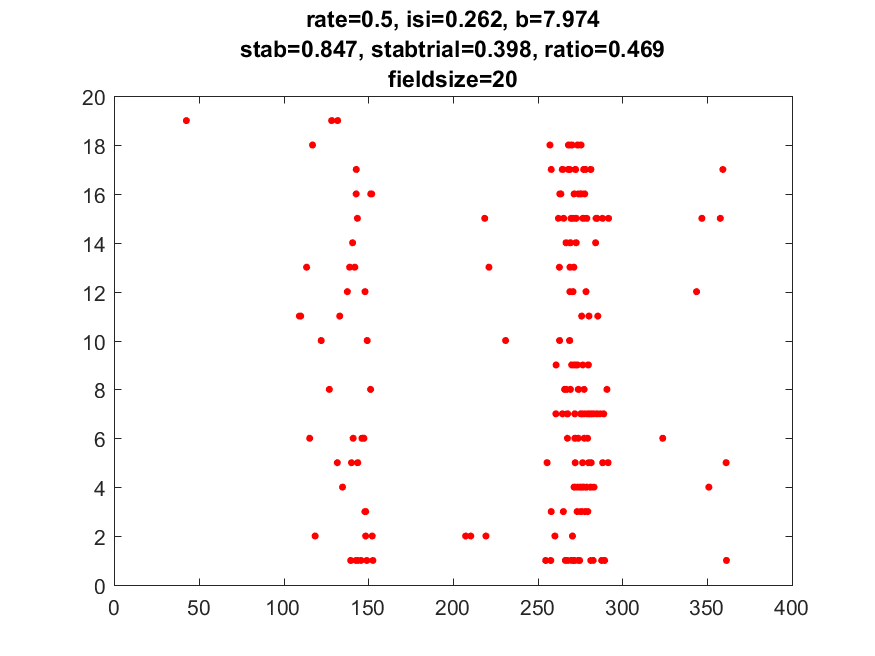 rate=0.5, isi=0.262, b=7.974
stab=0.847, stabtrial=0.398, ratio=0.469
fieldsize=20
20
18
16
14
12
10
8
6
4
2
0
0 50 100 150 200 250 300 350 400